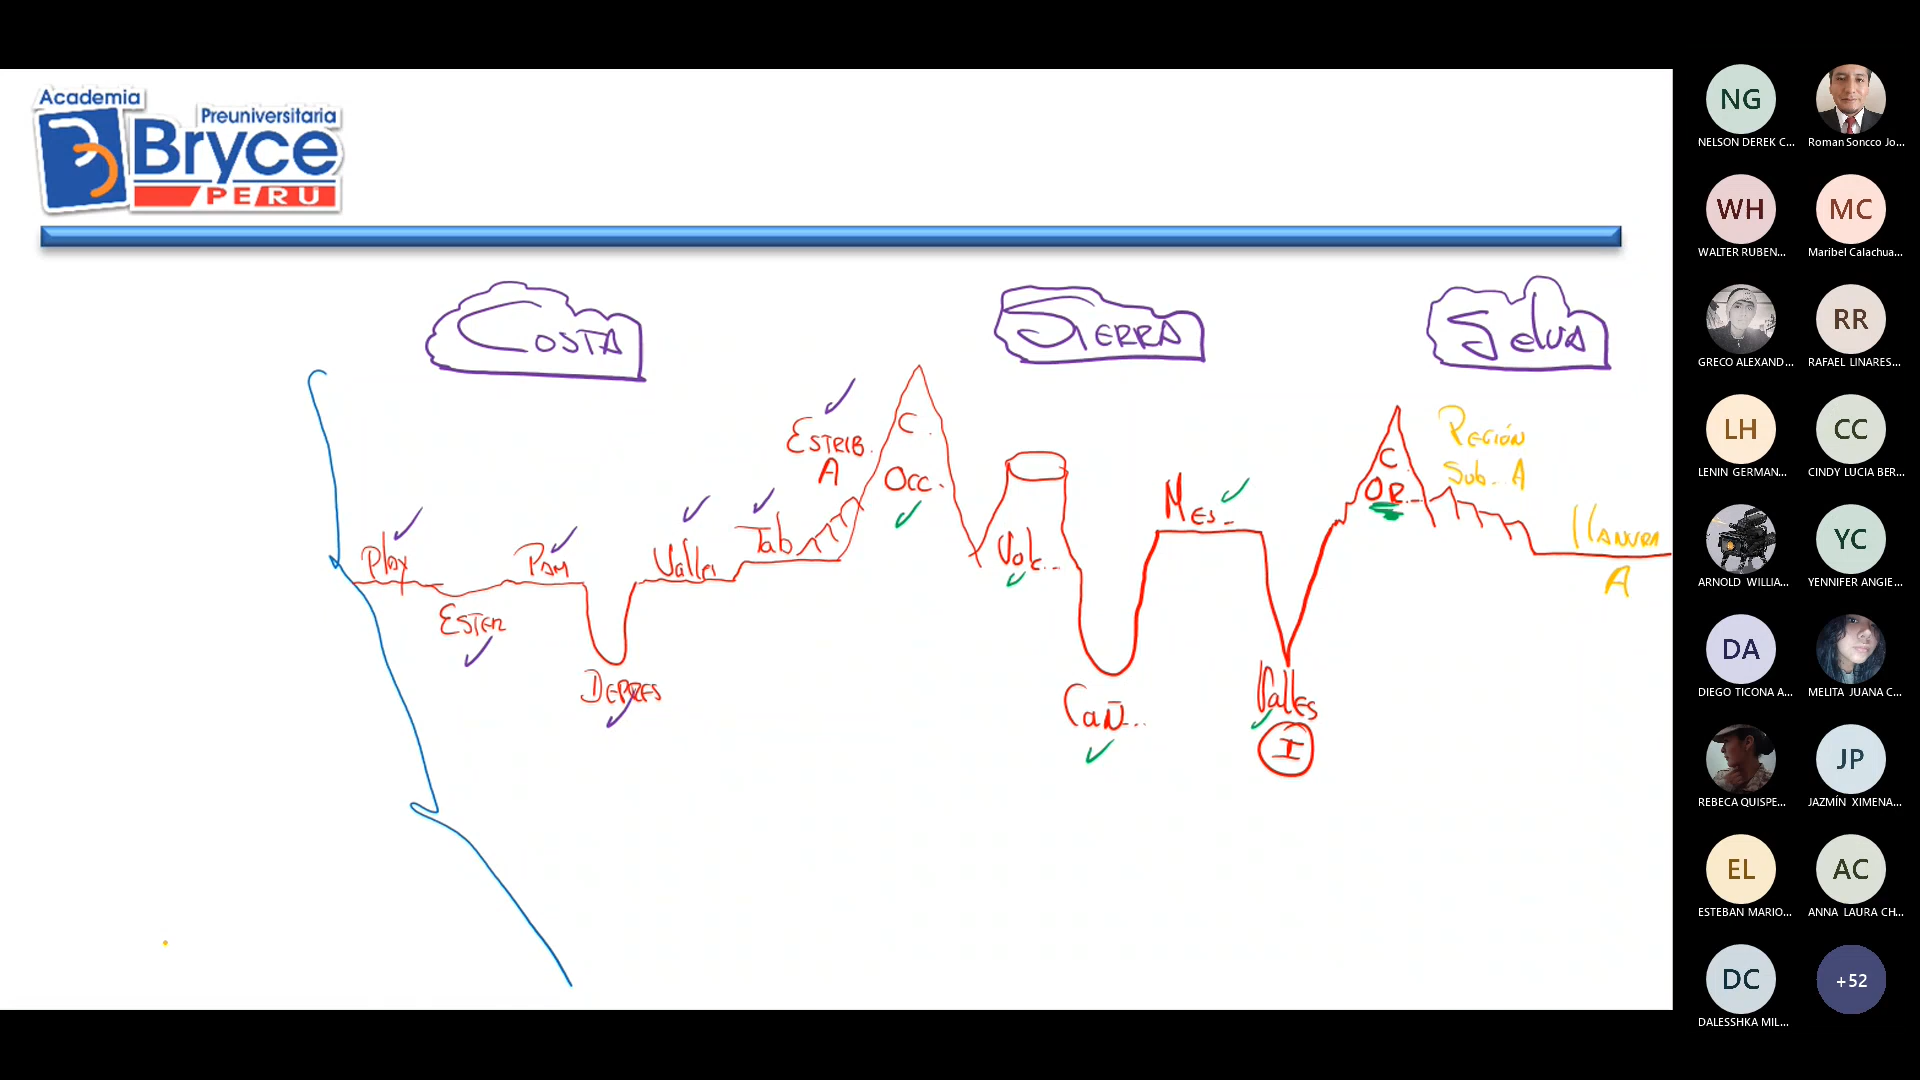 Academia
Preuniversitaria
Bryce
PERÚ
COSTA
SIERRA
Selva
ESTRIB.
A
C.
Occ.
C
OR.
REGIÓN
Sub. A
MES.
Play
PAM
Valles
Tab
Vol...
LLANURA
A
ESTER
DEPRES
Cañ...
Valles
I
NG
NELSON DEREK C...
Roman Soncco Jo...
WH
WALTER RUBEN...
MC
Maribel Calachua...
GRECO ALEXAND...
RR
RAFAEL LINARES...
LH
LENIN GERMAN...
CC
CINDY LUCIA BER...
ARNOLD WILLIA...
YC
YENNIFER ANGIE...
DA
DIEGO TICONA A...
MELITA JUANA C...
REBECA QUISPE...
JP
JAZMÍN XIMENA...
EL
ESTEBAN MARIO...
AC
ANNA LAURA CH...
DC
DALESSHKA MIL...
+52